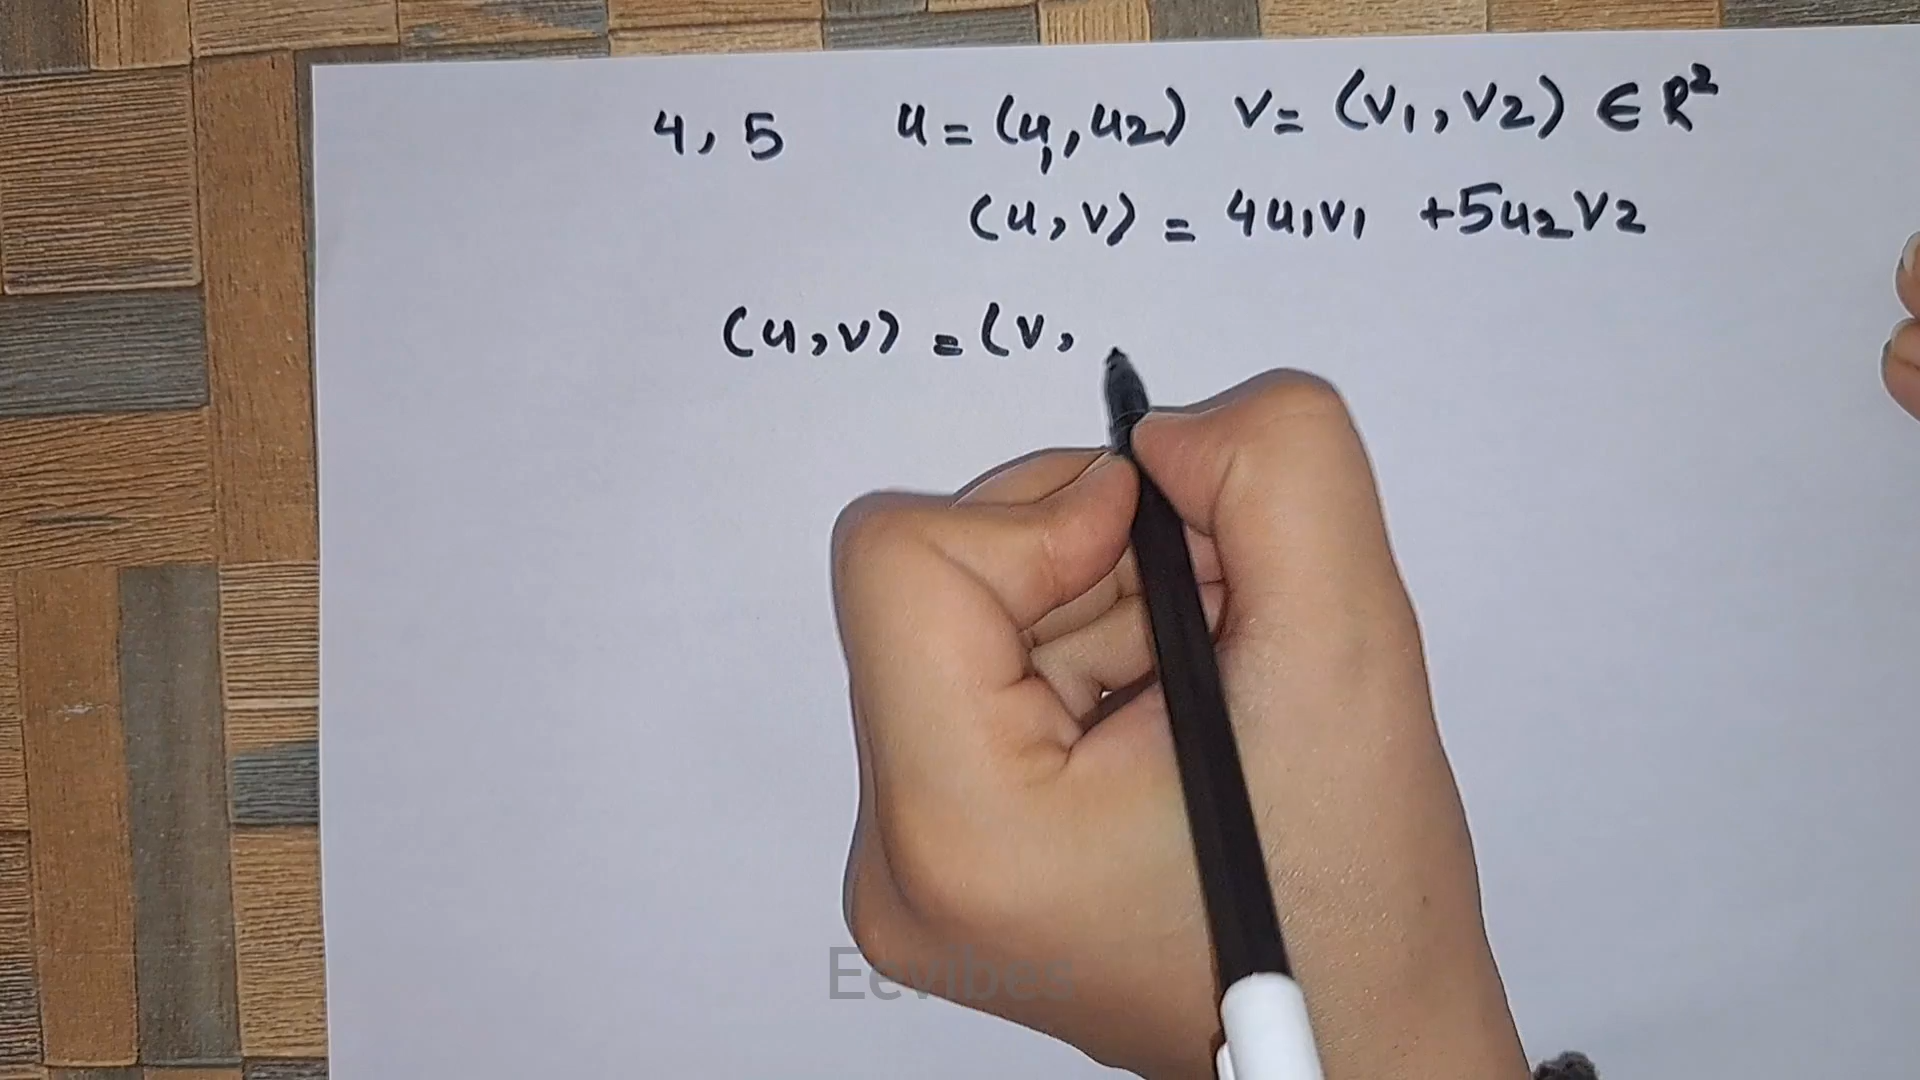 4, 5 u = (u1, u2) v = (v1, v2) ∈ R²
(u, v) = 4u1v1 + 5u2v2
(u, v) = (v,
Eevibes